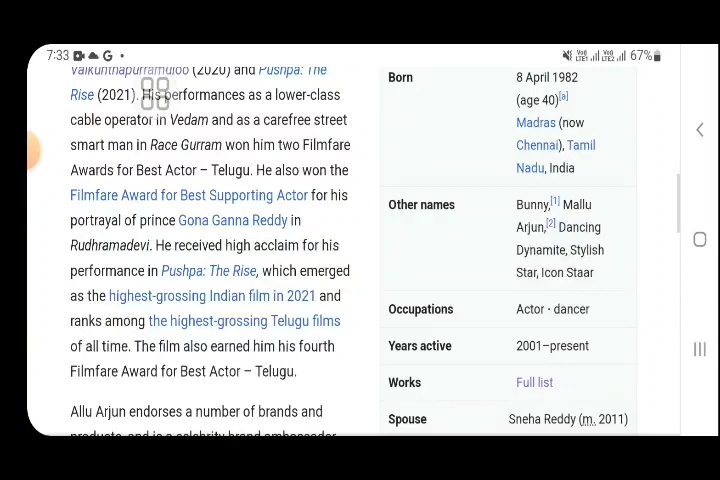 7:33
67%
Vaikunthapurramuloo (2020) and Pushpa: The
Rise (2021). His performances as a lower-class
cable operator in Vedam and as a carefree street
smart man in Race Gurram won him two Filmfare
Awards for Best Actor – Telugu. He also won the
Filmfare Award for Best Supporting Actor for his
portrayal of prince Gona Ganna Reddy in
Rudhramadevi. He received high acclaim for his
performance in Pushpa: The Rise, which emerged
as the highest-grossing Indian film in 2021 and
ranks among the highest-grossing Telugu films
of all time. The film also earned him his fourth
Filmfare Award for Best Actor – Telugu.
Allu Arjun endorses a number of brands and
products, and is a celebrity brand ambassador
Born
8 April 1982
(age 40)[a]
Madras (now
Chennai), Tamil
Nadu, India
Other names
Bunny,[1] Mallu
Arjun,[2] Dancing
Dynamite, Stylish
Star, Icon Staar
Occupations
Actor · dancer
Years active
2001–present
Works
Full list
Spouse
Sneha Reddy (m. 2011)